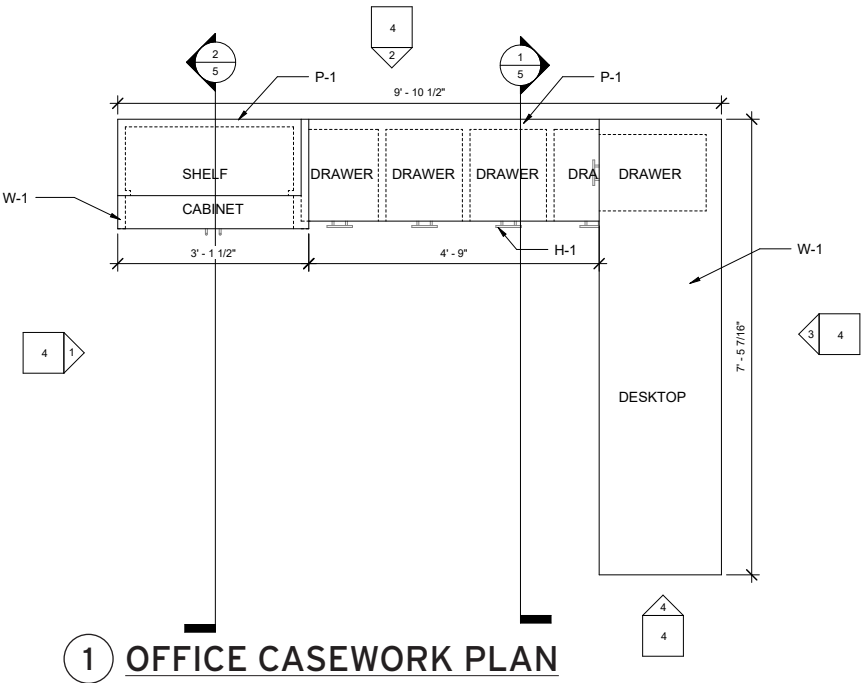 4
2
2
5
1
5
P-1
P-1
9' - 10 1/2"
SHELF
DRAWER
DRAWER
DRAWER
DRA
DRAWER
W-1
CABINET
3' - 1 1/2"
4' - 9"
H-1
W-1
4
1
3
4
7' - 5 7/16"
DESKTOP
4
4
1
OFFICE CASEWORK PLAN